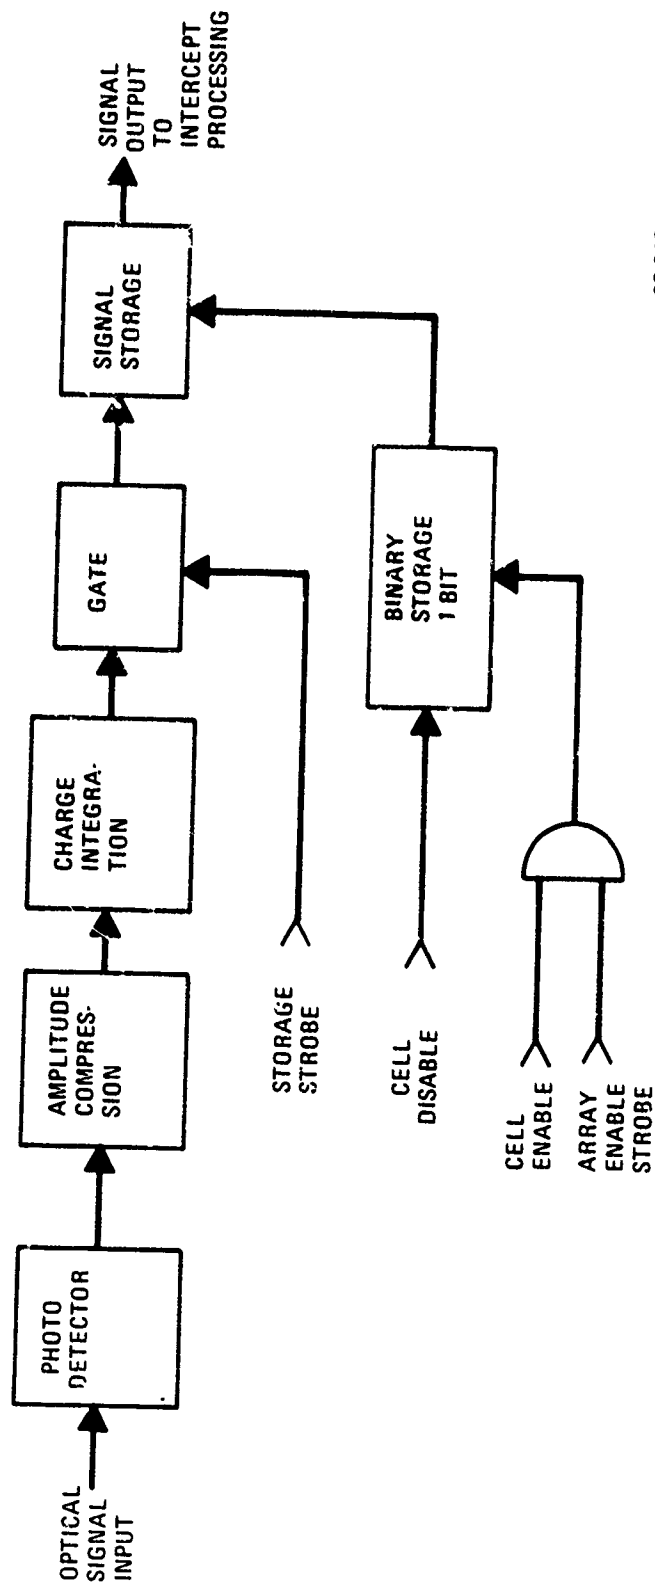 OPTICAL
SIGNAL
INPUT
PHOTO
DETECTOR
AMPLITUDE
COMPRES-
SION
CHARGE
INTEGRA-
TION
GATE
SIGNAL
STORAGE
SIGNAL
OUTPUT
TO
INTERCEPT
PROCESSING
STORAGE
STROBE
CELL
DISABLE
BINARY
STORAGE
1 BIT
CELL
ENABLE
ARRAY
ENABLE
STROBE